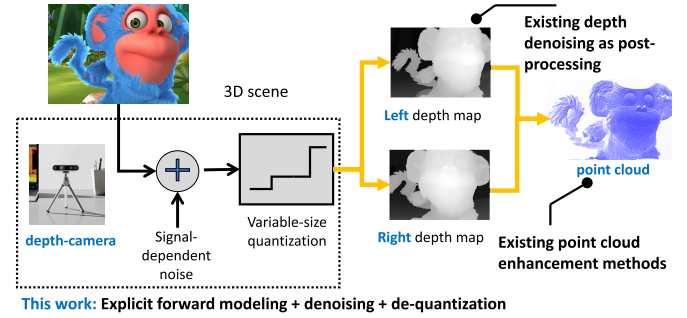 Existing depth
denoising as post-
processing
3D scene
Left depth map
depth-camera
Signal-
dependent
noise
Variable-size
quantization
Right depth map
point cloud
Existing point cloud
enhancement methods
This work: Explicit forward modeling + denoising + de-quantization